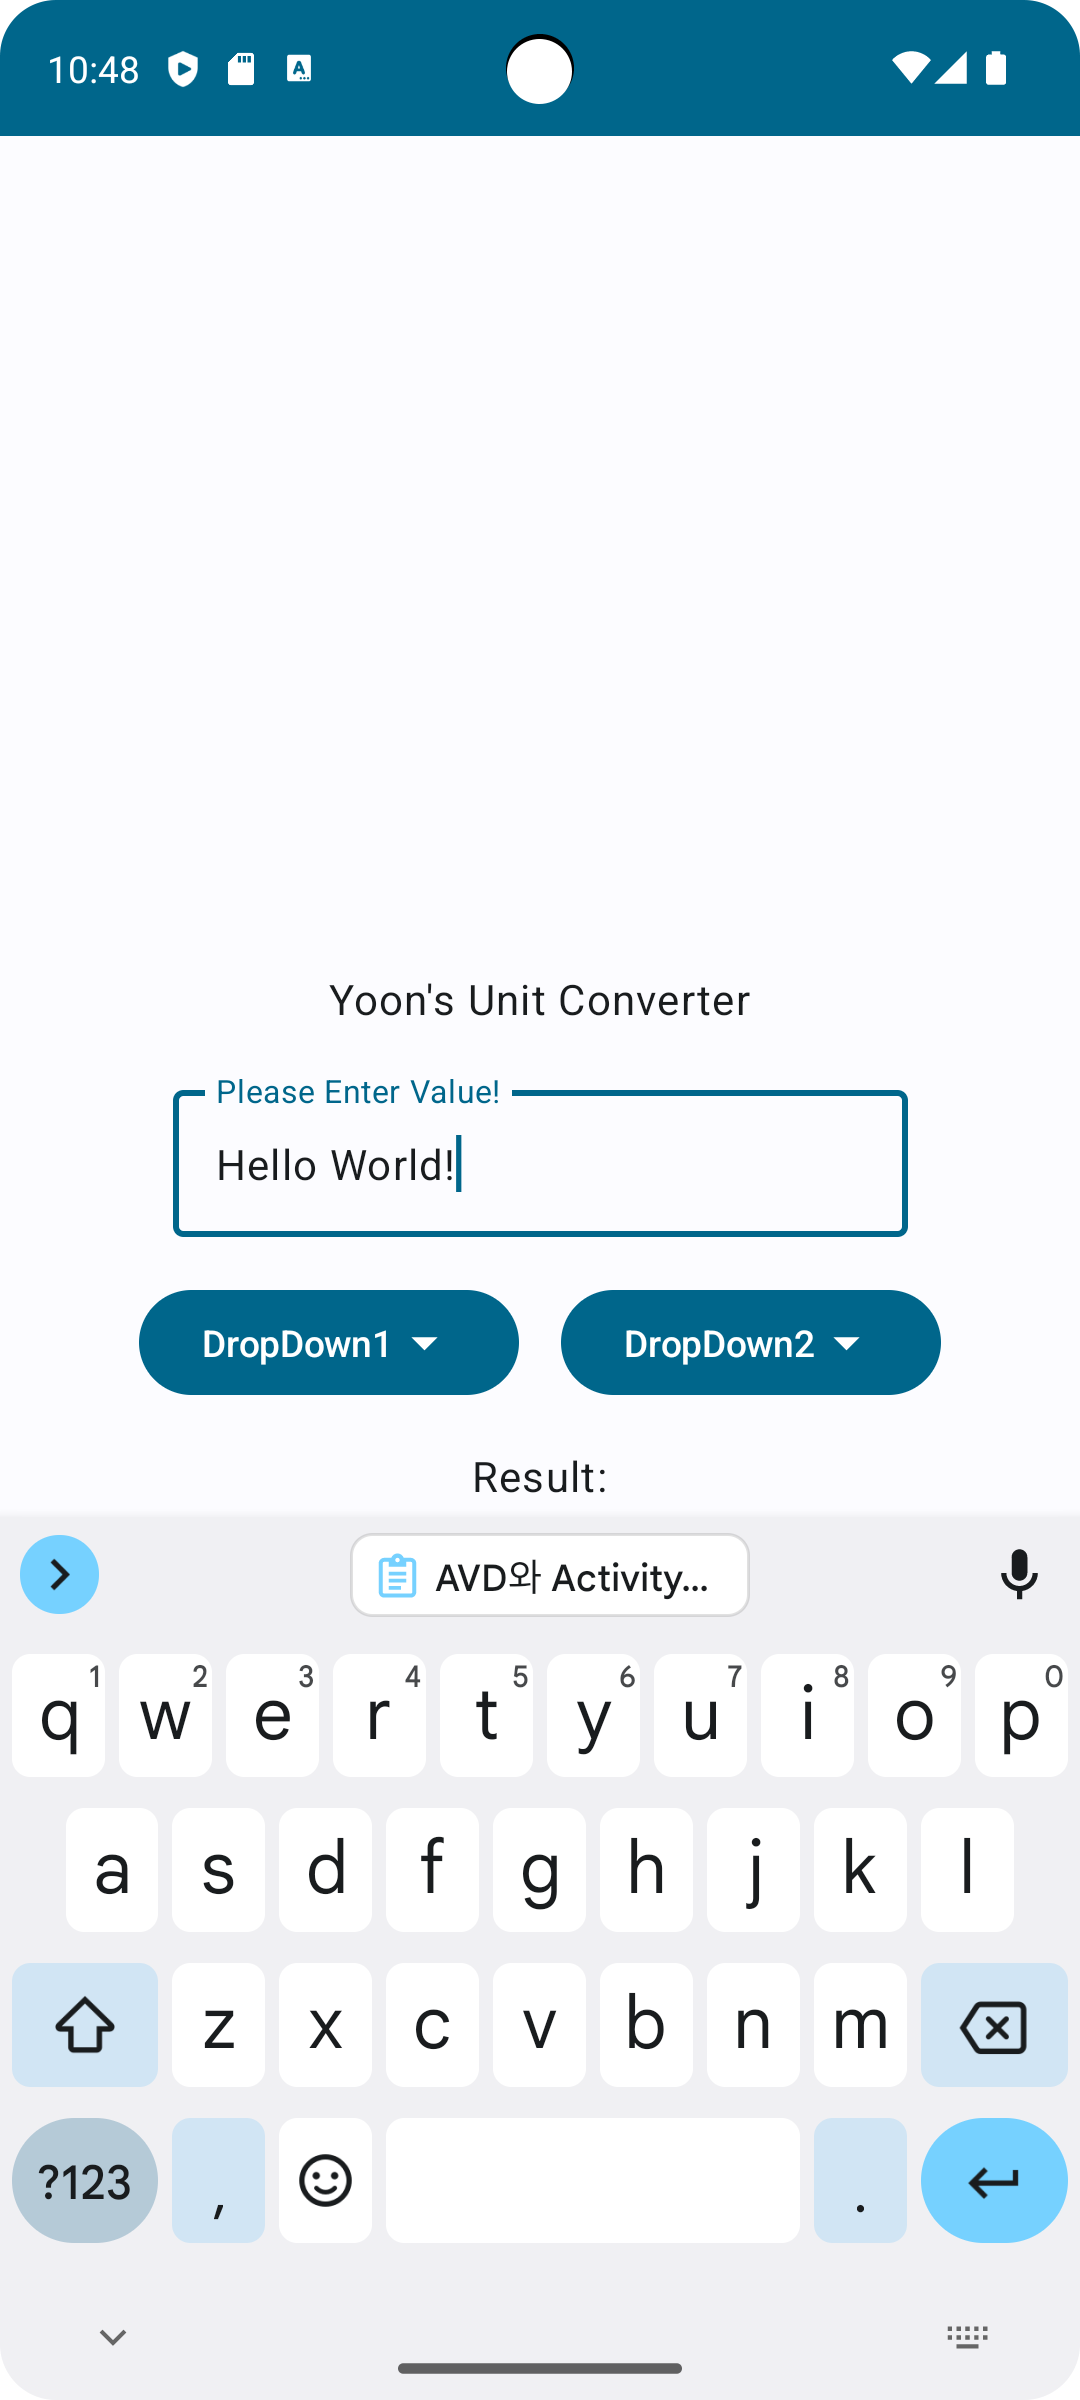 10:48
Yoon's Unit Converter
Please Enter Value!
Hello World!
DropDown1 DropDown2
Result:
AVD와 Activity...
q 1 w 2 e 3 r 4 t 5 y 6 u 7 i 8 o 9 p 0
a s d f g h j k l
z x c v b n m
?123 , .